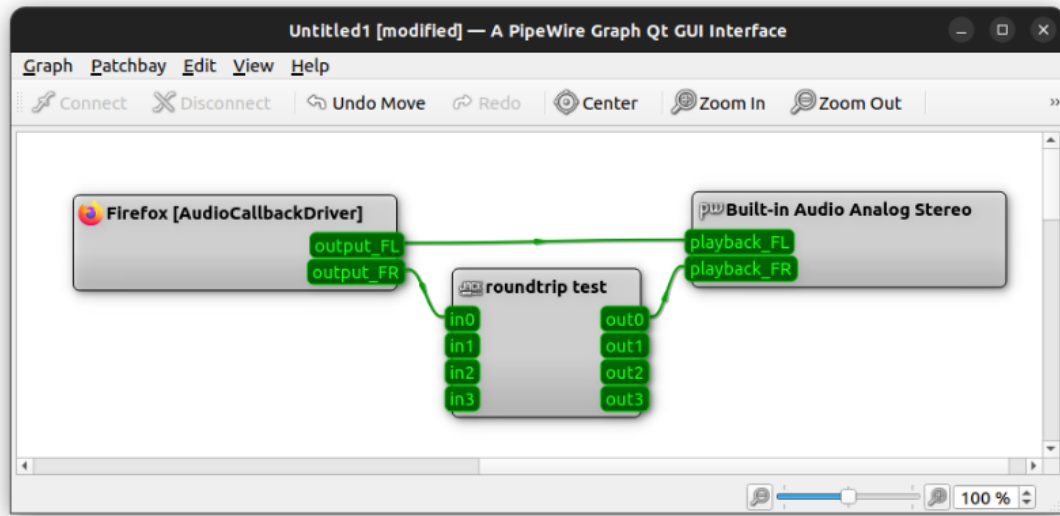 Untitled1 [modified] — A PipeWire Graph Qt GUI Interface
Graph Patchbay Edit View Help
Connect Disconnect Undo Move Redo Center Zoom In Zoom Out »
Firefox [AudioCallbackDriver]
output_FL
output_FR
roundtrip test
in0 out0
in1 out1
in2 out2
in3 out3
pw Built-in Audio Analog Stereo
playback_FL
playback_FR
100 %